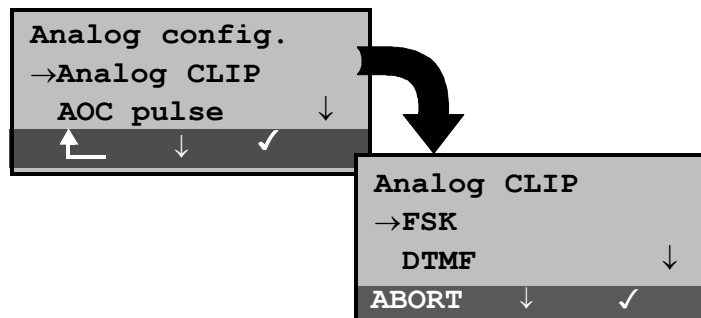 Analog config.
→Analog CLIP
AOC pulse ↓
↓ ✓
Analog CLIP
→FSK
DTMF ↓
ABORT ↓ ✓